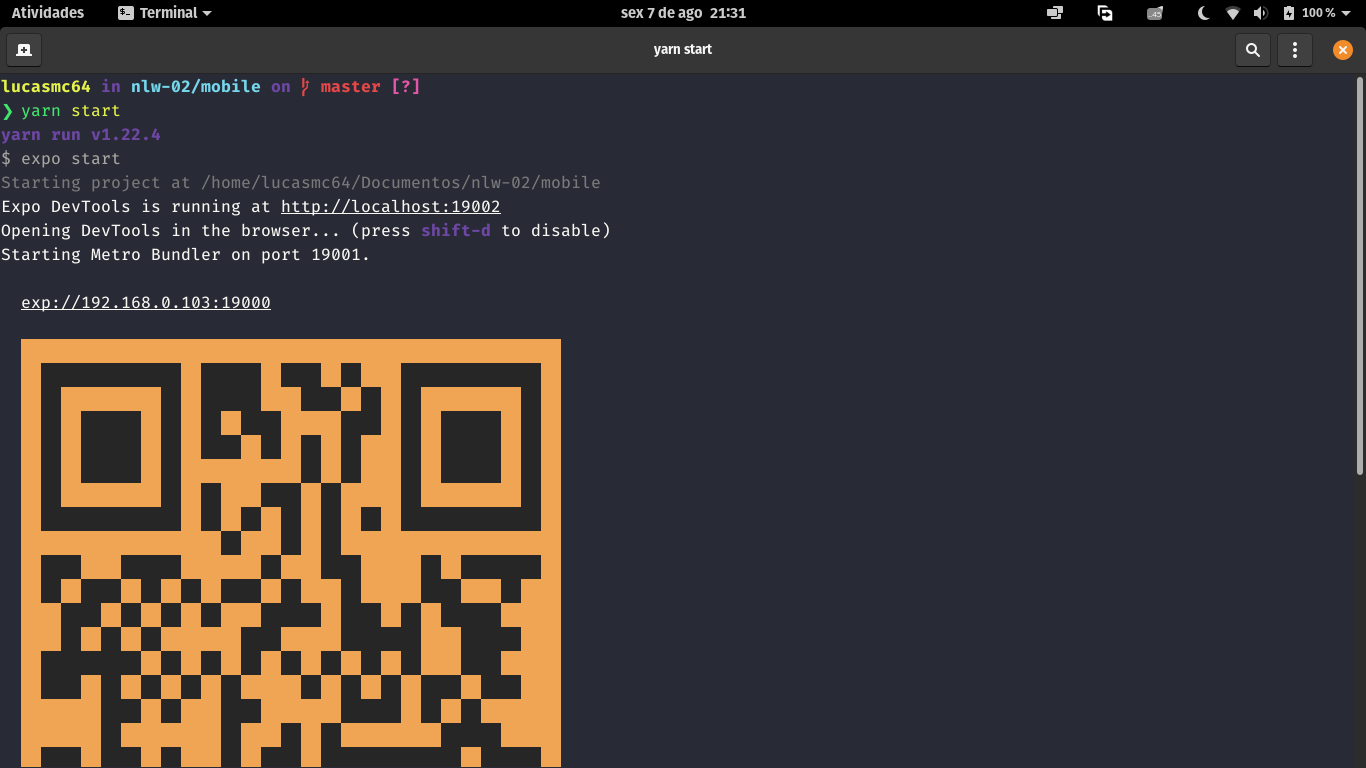 Atividades
Terminal
sex 7 de ago 21:31
.45
100 %
yarn start
lucasmc64 in nlw-02/mobile on master [?]
❯ yarn start
yarn run v1.22.4
$ expo start
Starting project at /home/lucasmc64/Documentos/nlw-02/mobile
Expo DevTools is running at http://localhost:19002
Opening DevTools in the browser... (press shift-d to disable)
Starting Metro Bundler on port 19001.
exp://192.168.0.103:19000